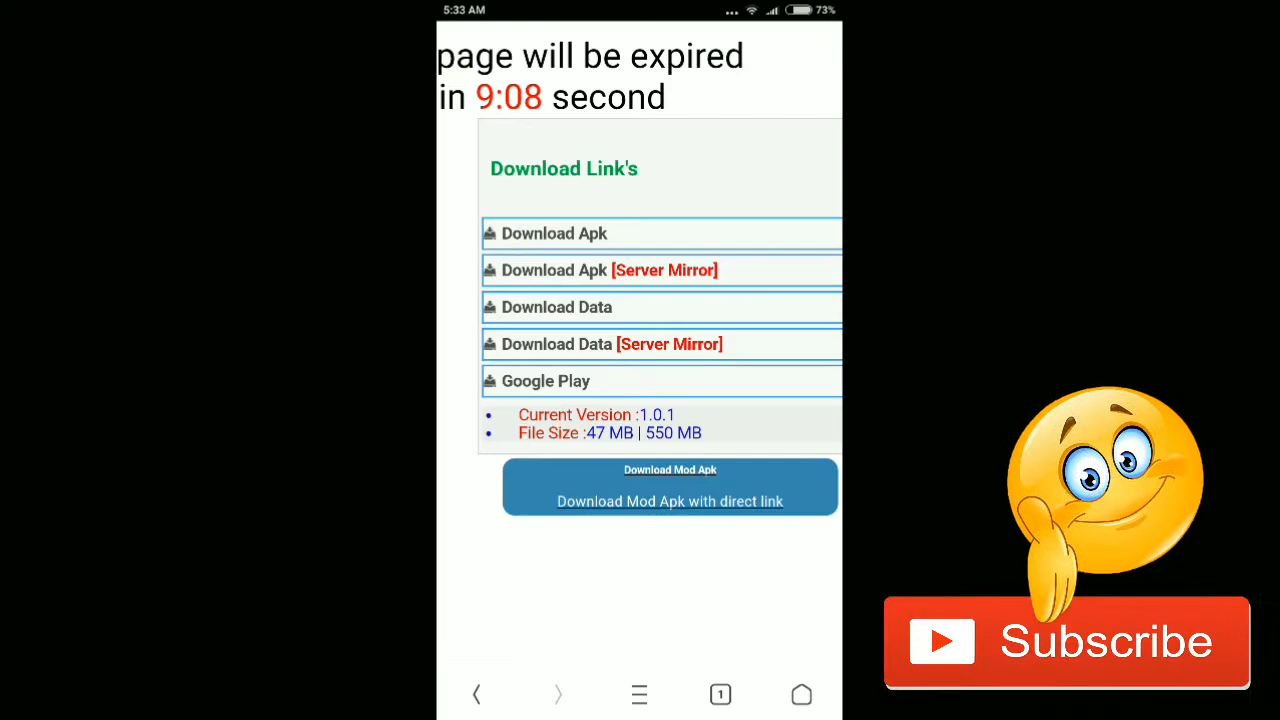 5:33 AM
73%
page will be expired
in 9:08 second
Download Link's
Download Apk
Download Apk [Server Mirror]
Download Data
Download Data [Server Mirror]
Google Play
Current Version :1.0.1
File Size :47 MB | 550 MB
Download Mod Apk
Download Mod Apk with direct link
1
Subscribe